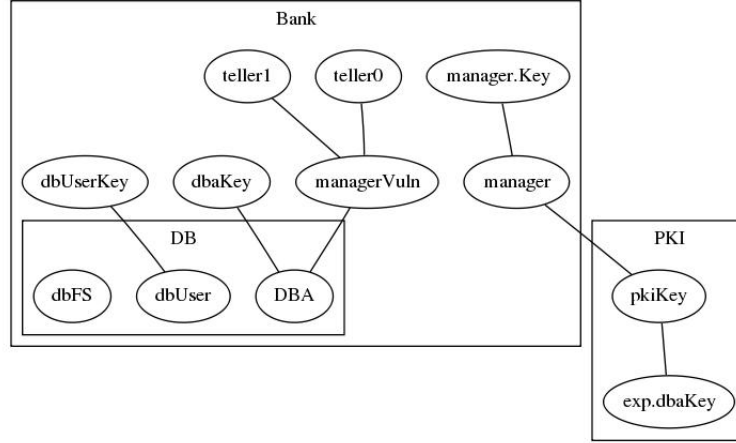 Bank
teller1 teller0 manager.Key
dbUserKey dbaKey managerVuln manager
DB PKI
dbFS dbUser DBA pkiKey
exp.dbaKey